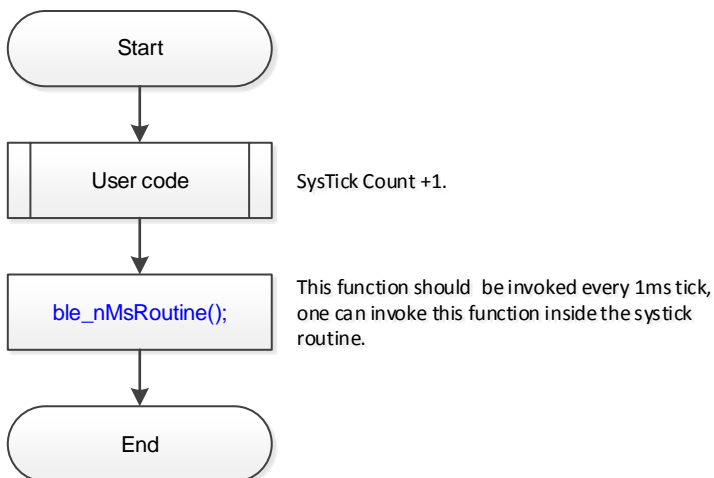 Start
User code
SysTick Count +1.
ble_nMsRoutine();
This function should be invoked every 1ms tick,
one can invoke this function inside the systick
routine.
End